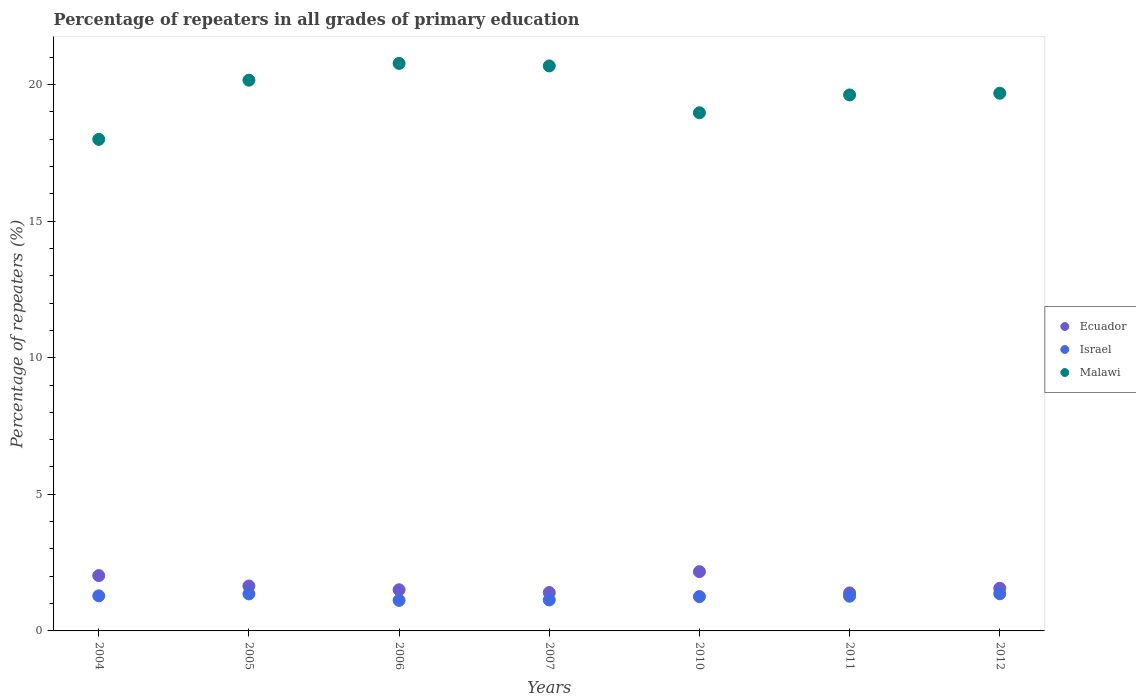 Percentage of repeaters in all grades of primary education
Percentage of repeaters (%)
20
15
10
5
0
2004
2005
2006
2007
2010
2011
2012
Years
Ecuador
Israel
Malawi